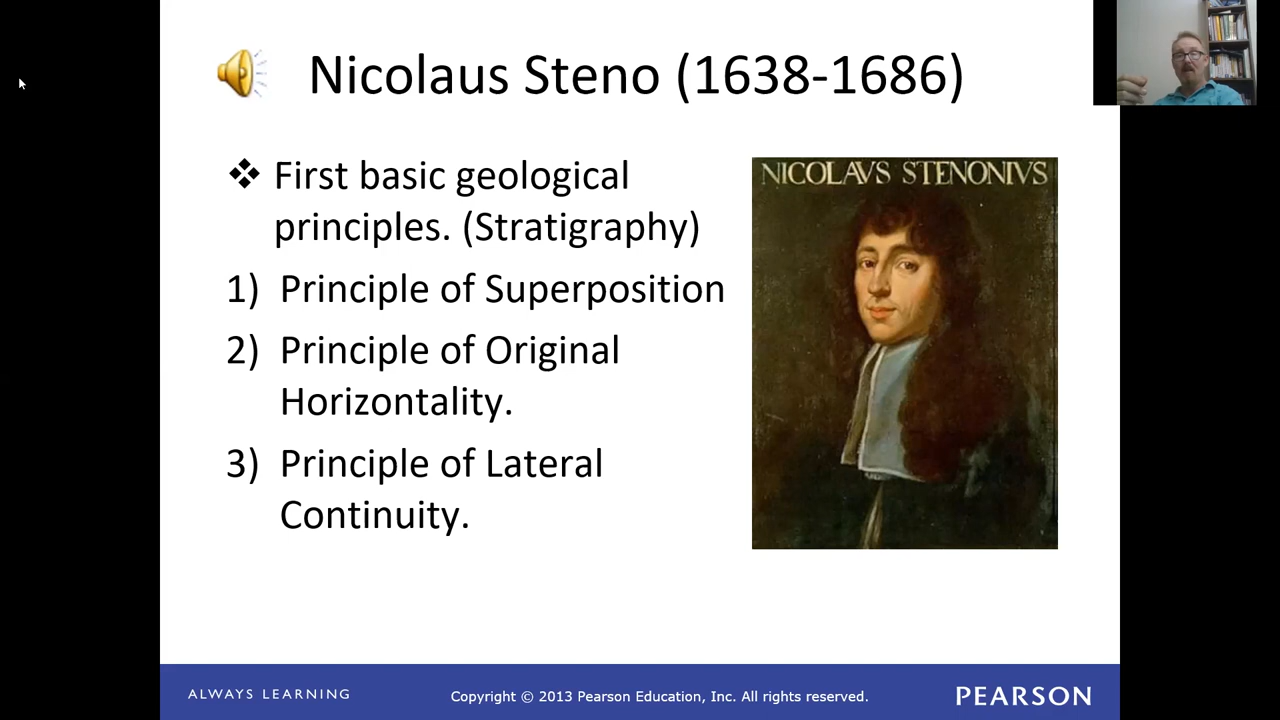 Nicolaus Steno (1638-1686)
❖ First basic geological
principles. (Stratigraphy)
1) Principle of Superposition
2) Principle of Original
Horizontality.
3) Principle of Lateral
Continuity.
NICOLAVS STENONIVS
ALWAYS LEARNING
Copyright © 2013 Pearson Education, Inc. All rights reserved.
PEARSON